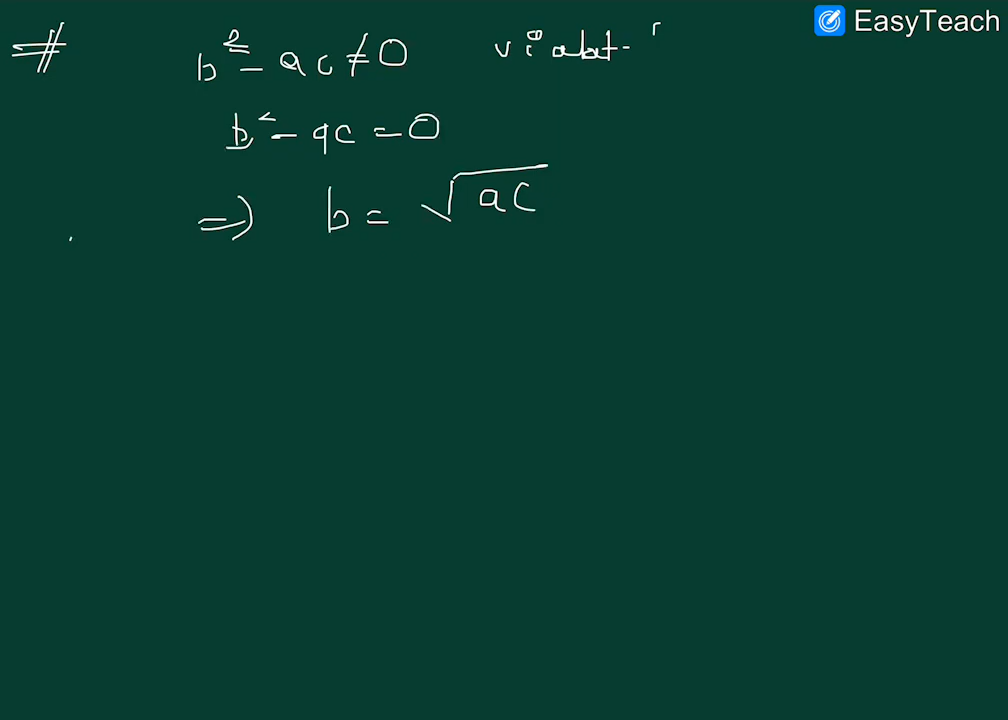 EasyTeach
# b² - ac ≠ 0
b² - ac = 0
⇒ b = √ac